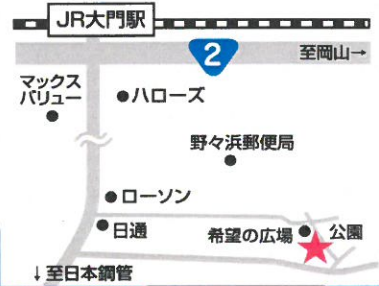 JR大門駅
2
至岡山→
マックス
バリュー
ハローズ
野々浜郵便局
ローソン
日通
希望の広場
公園
↓至日本鋼管